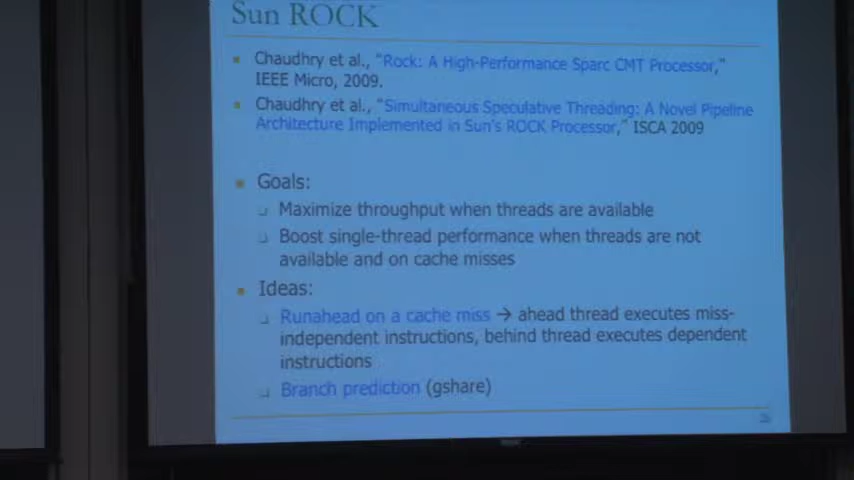 Sun ROCK
Chaudhry et al., "Rock: A High-Performance Sparc CMT Processor,"
IEEE Micro, 2009.
Chaudhry et al., "Simultaneous Speculative Threading: A Novel Pipeline
Architecture Implemented in Sun's ROCK Processor," ISCA 2009
Goals:
Maximize throughput when threads are available
Boost single-thread performance when threads are not
available and on cache misses
Ideas:
Runahead on a cache miss → ahead thread executes miss-
independent instructions, behind thread executes dependent
instructions
Branch prediction (gshare)